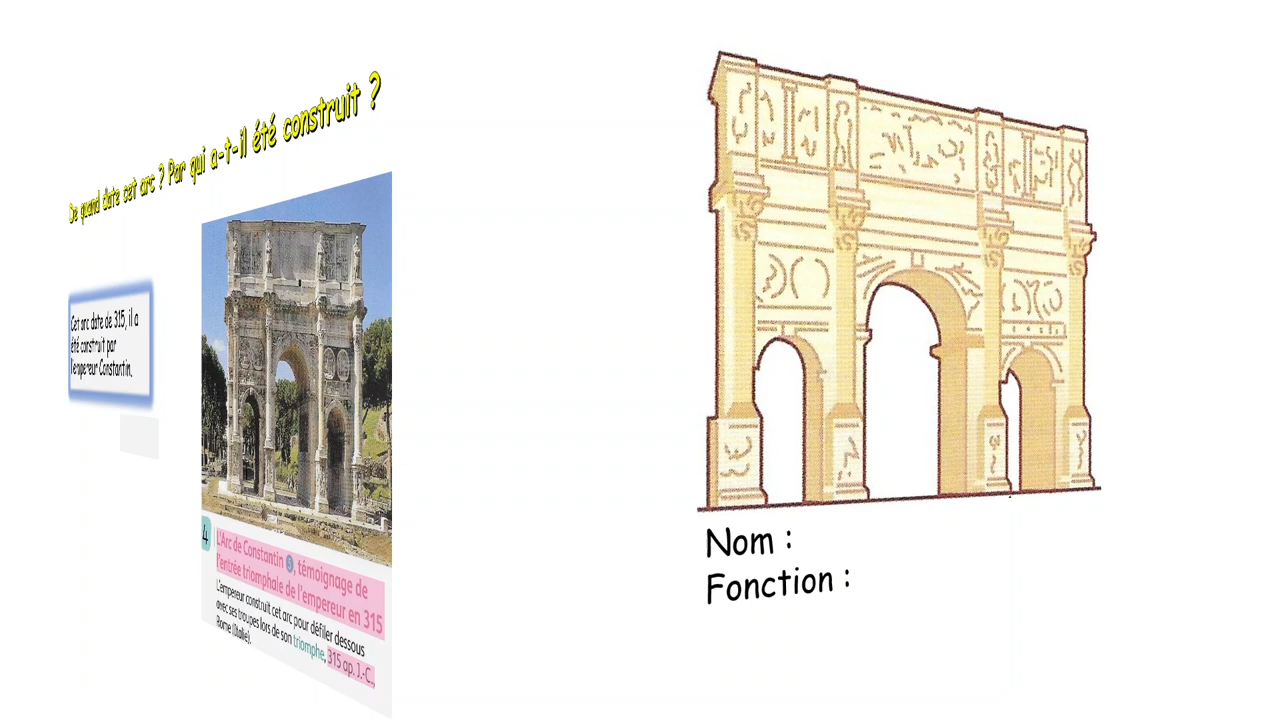 De quand date cet arc ? Par qui a-t-il été construit ?
Cet arc date de 315, il a
été construit par
l'empereur Constantin.
4
L'Arc de Constantin 5, témoignage de
l'entrée triomphale de l'empereur en 315
L'empereur construit cet arc pour défiler dessous
avec ses troupes lors de son triomphe, 315 ap. J.-C.,
Rome (Italie).
Nom :
Fonction :